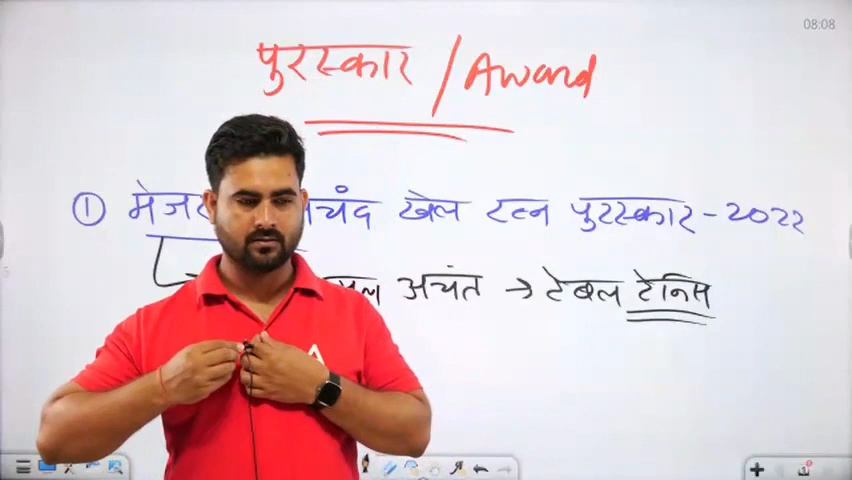 08:08
पुरस्कार / Award
① मेजर चंद खेल रत्न पुरस्कार - 2022
अचंत → टेबल टेनिस